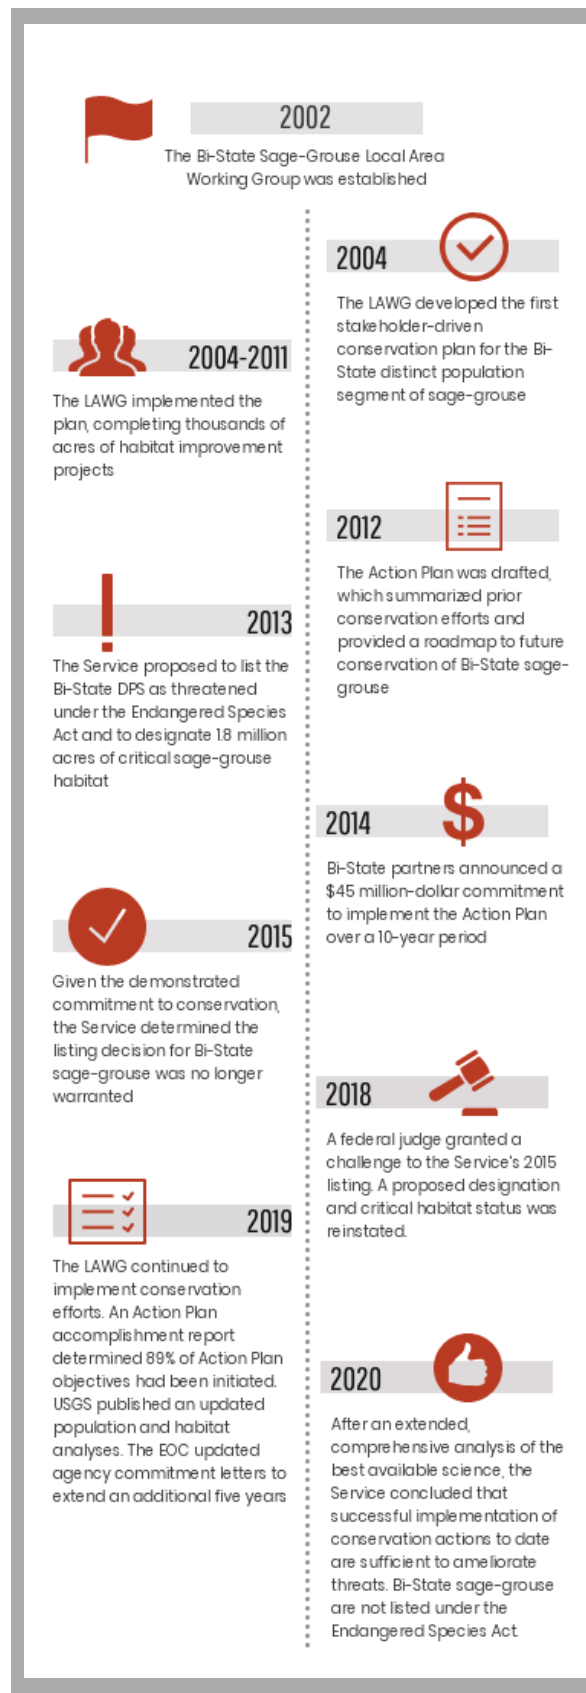 2002
The Bi-State Sage-Grouse Local Area
Working Group was established
2004
The LAWG developed the first
stakeholder-driven
conservation plan for the Bi-
State distinct population
segment of sage-grouse
2004-2011
The LAWG implemented the
plan, completing thousands of
acres of habitat improvement
projects
2012
The Action Plan was drafted,
which summarized prior
conservation efforts and
provided a roadmap to future
conservation of Bi-State sage-
grouse
2013
The Service proposed to list the
Bi-State DPS as threatened
under the Endangered Species
Act and to designate 1.8 million
acres of critical sage-grouse
habitat
2014
Bi-State partners announced a
$45 million-dollar commitment
to implement the Action Plan
over a 10-year period
2015
Given the demonstrated
commitment to conservation,
the Service determined the
listing decision for Bi-State
sage-grouse was no longer
warranted
2018
A federal judge granted a
challenge to the Service's 2015
listing. A proposed designation
and critical habitat status was
reinstated.
2019
The LAWG continued to
implement conservation
efforts. An Action Plan
accomplishment report
determined 89% of Action Plan
objectives had been initiated.
USGS published an updated
population and habitat
analyses. The EOC updated
agency commitment letters to
extend an additional five years
2020
After an extended,
comprehensive analysis of the
best available science, the
Service concluded that
successful implementation of
conservation actions to date
are sufficient to ameliorate
threats. Bi-State sage-grouse
are not listed under the
Endangered Species Act.